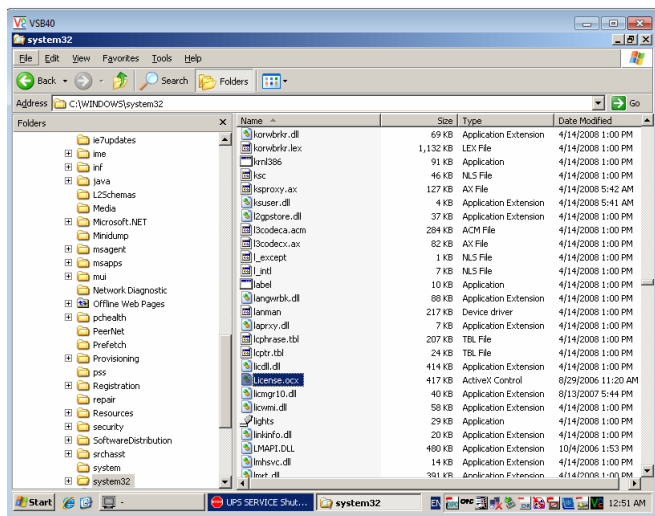 VSB40
system32
File Edit View Favorites Tools Help
Back Search Folders
Address C:\WINDOWS\system32 Go
Folders
ie7updates
ime
inf
java
L2Schemas
Media
Microsoft.NET
Minidump
msagent
msapps
mui
Network Diagnostic
Offline Web Pages
pchealth
PeerNet
Prefetch
Provisioning
pss
Registration
repair
Resources
security
SoftwareDistribution
srchasst
system
system32
Name Size Type Date Modified
korwbrkr.dll 69 KB Application Extension 4/14/2008 1:00 PM
korwbrkr.lex 1,132 KB LEX File 4/14/2008 1:00 PM
krnl386 91 KB Application 4/14/2008 1:00 PM
ksc 46 KB NLS File 4/14/2008 1:00 PM
ksproxy.ax 127 KB AX File 4/14/2008 5:42 AM
ksuser.dll 4 KB Application Extension 4/14/2008 5:41 AM
l2gpstore.dll 37 KB Application Extension 4/14/2008 1:00 PM
l3codeca.acm 284 KB ACM File 4/14/2008 1:00 PM
l3codecx.ax 82 KB AX File 4/14/2008 1:00 PM
l_except 1 KB NLS File 4/14/2008 1:00 PM
l_intl 7 KB NLS File 4/14/2008 1:00 PM
label 10 KB Application 4/14/2008 1:00 PM
langwrbk.dll 88 KB Application Extension 4/14/2008 1:00 PM
lanman 217 KB Device driver 4/14/2008 1:00 PM
laprxy.dll 7 KB Application Extension 4/14/2008 1:00 PM
lcphrase.tbl 207 KB TBL File 4/14/2008 1:00 PM
lcptr.tbl 24 KB TBL File 4/14/2008 1:00 PM
licdll.dll 414 KB Application Extension 4/14/2008 1:00 PM
License.ocx 417 KB ActiveX Control 8/29/2006 11:20 AM
licmgr10.dll 40 KB Application Extension 8/13/2007 5:44 PM
licwmi.dll 58 KB Application Extension 4/14/2008 1:00 PM
lights 29 KB Application 4/14/2008 1:00 PM
linkinfo.dll 20 KB Application Extension 4/14/2008 1:00 PM
LMAPI.DLL 480 KB Application Extension 10/4/2006 1:53 PM
lmhsvc.dll 14 KB Application Extension 4/14/2008 1:00 PM
lmrt.dll 391 KB Application Extension 4/14/2008 1:00 PM
Start UPS SERVICE Shut... system32 EN 12:51 AM